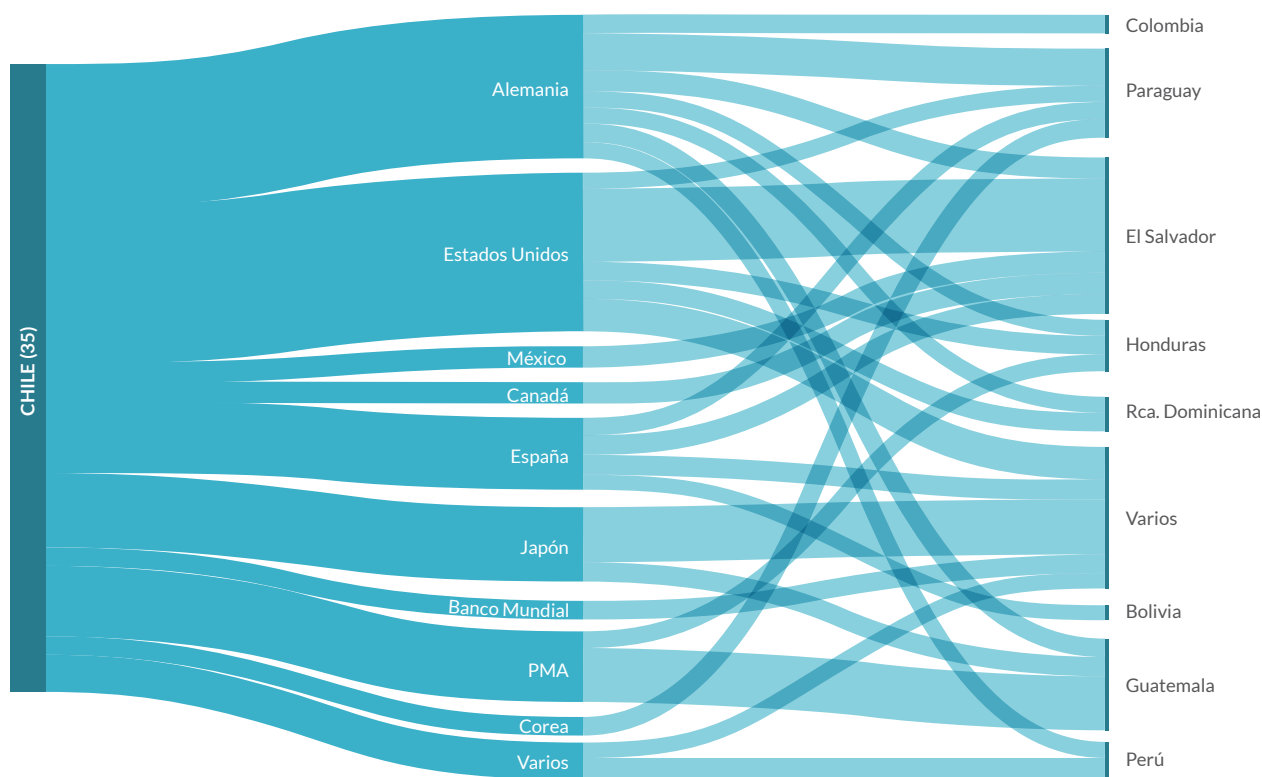 CHILE (35)
Alemania
Estados Unidos
México
Canadá
España
Japón
Banco Mundial
PMA
Corea
Varios
Colombia
Paraguay
El Salvador
Honduras
Rca. Dominicana
Varios
Bolivia
Guatemala
Perú